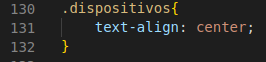 130 .dispositivos{
131     text-align: center;
132 }